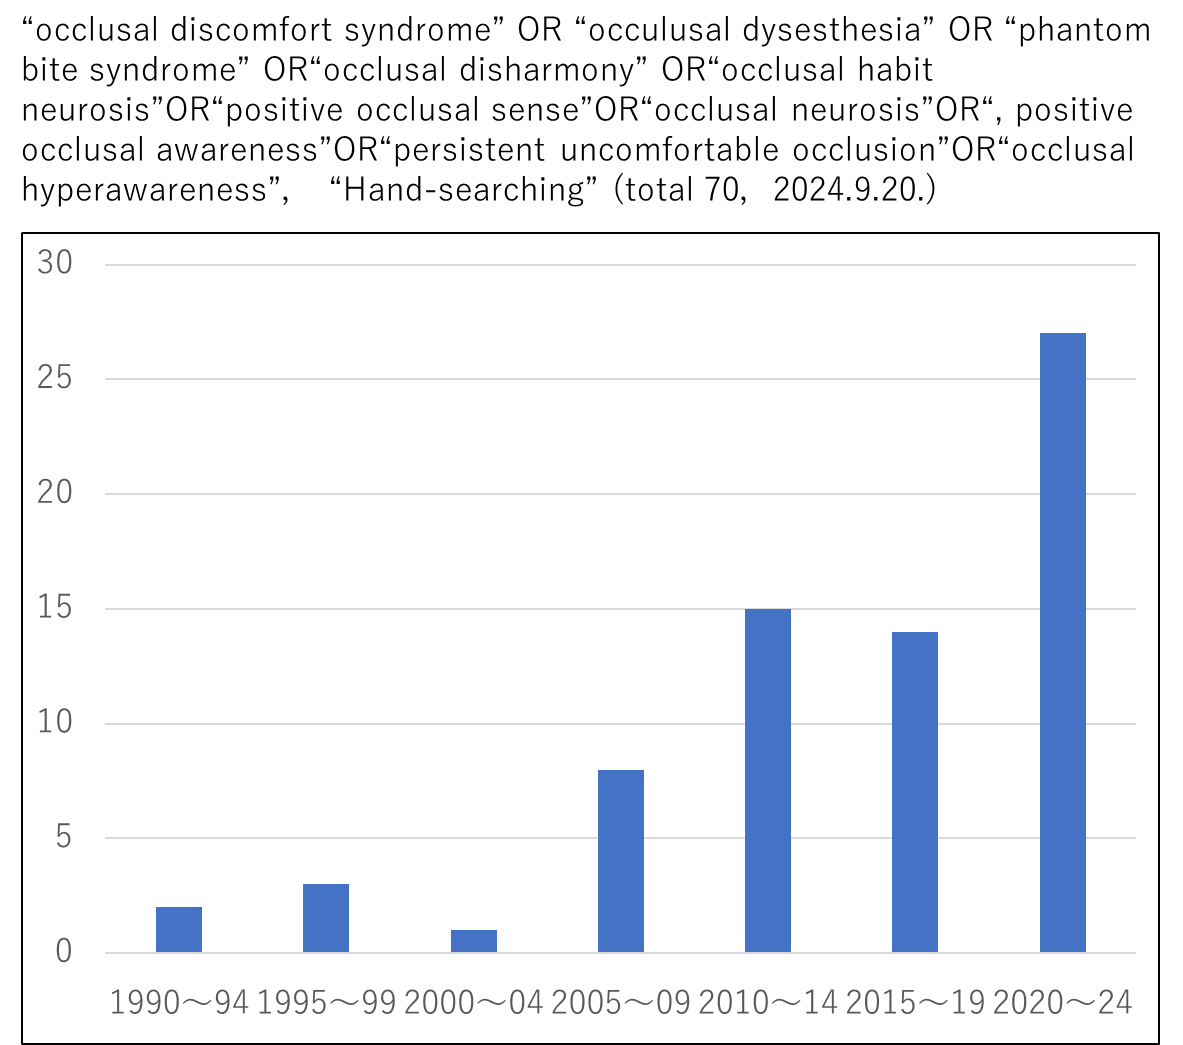 “occlusal discomfort syndrome” OR “occulusal dysesthesia” OR “phantom
bite syndrome” OR“occlusal disharmony” OR“occlusal habit
neurosis”OR“positive occlusal sense”OR“occlusal neurosis”OR“, positive
occlusal awareness”OR“persistent uncomfortable occlusion”OR“occlusal
hyperawareness”, “Hand-searching” (total 70, 2024.9.20.)
30
25
20
15
10
5
0
1990～94 1995～99 2000～04 2005～09 2010～14 2015～19 2020～24